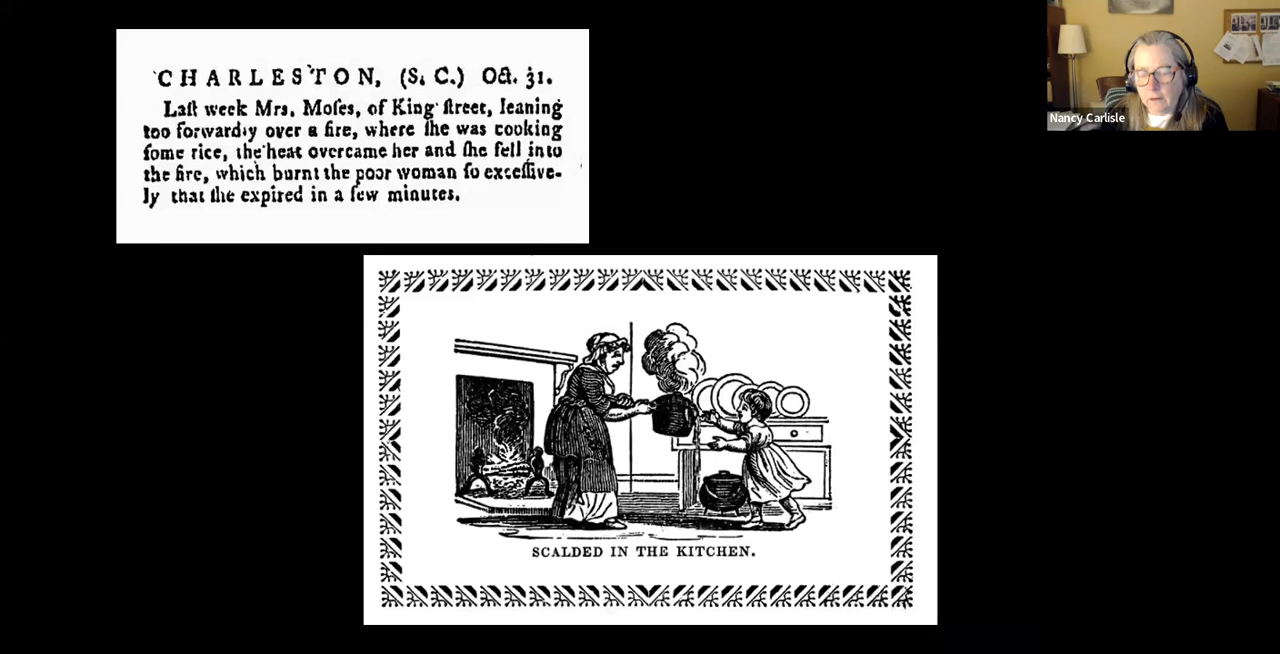 CHARLESTON, (S. C.) Oct. 31.
Laſt week Mrs. Moſes, of King ſtreet, leaning
too forwardly over a fire, where ſhe was cooking
ſome rice, the heat overcame her and ſhe fell into
the fire, which burnt the poor woman ſo exceſſive-
ly that ſhe expired in a few minutes.
SCALDED IN THE KITCHEN.
Nancy Carlisle